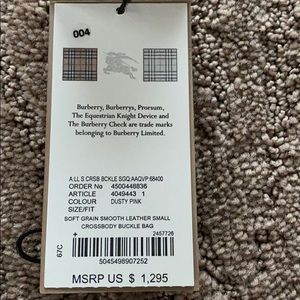 004
Burberry, Burberrys, Prorsum,
The Equestrian Knight Device and
The Burberry Check are trade marks
belonging to Burberry Limited.
A:LL S CRSB BCKLE SGQ:AAQVP:68400
ORDER No 4500448836
ARTICLE 4049443 1
COLOUR DUSTY PINK
SIZE/FIT
SOFT GRAIN SMOOTH LEATHER SMALL
CROSSBODY BUCKLE BAG
+ 2457726
67C
5045498907252
MSRP US $ 1,295